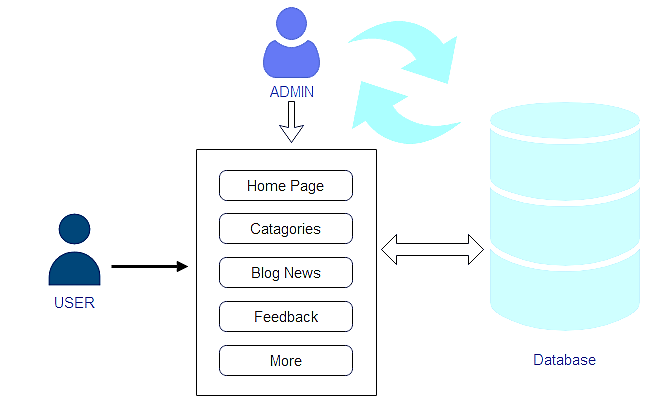 ADMIN
Home Page
Catagories
Blog News
Feedback
More
USER
Database